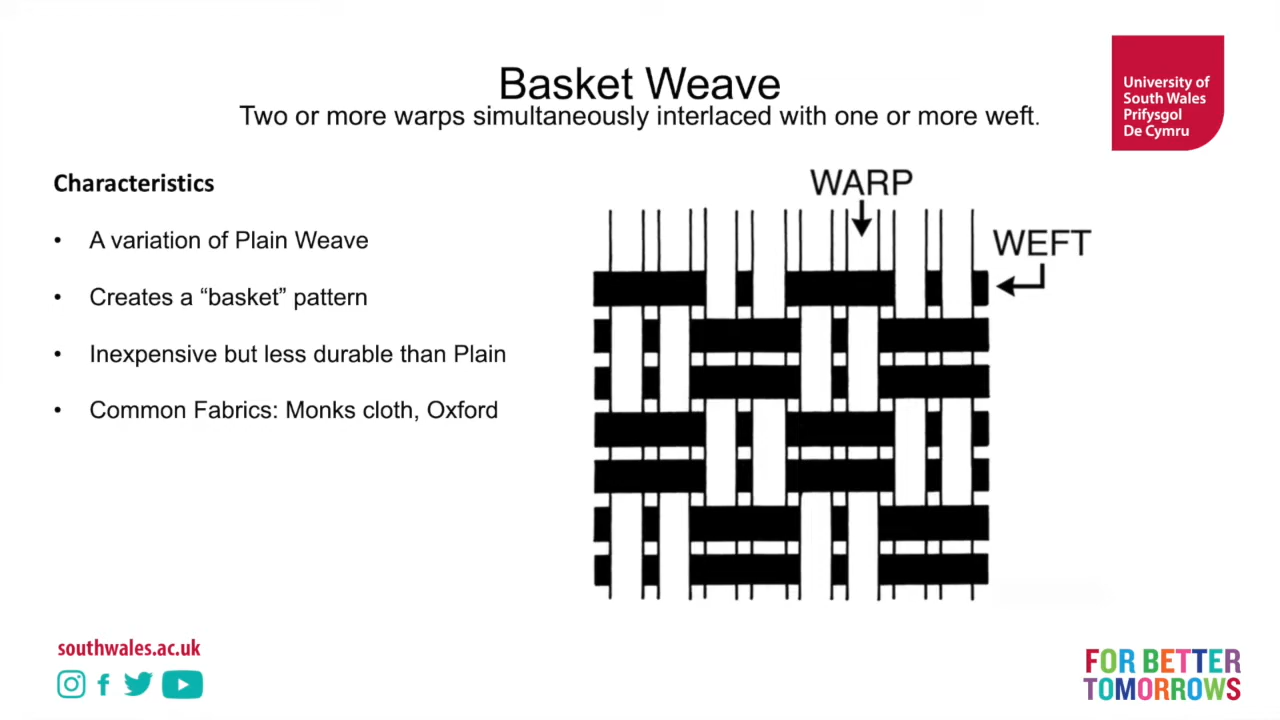 Basket Weave
Two or more warps simultaneously interlaced with one or more weft.
University of
South Wales
Prifysgol
De Cymru
Characteristics
• A variation of Plain Weave
• Creates a “basket” pattern
• Inexpensive but less durable than Plain
• Common Fabrics: Monks cloth, Oxford
WARP
WEFT
southwales.ac.uk
FOR BETTER
TOMORROWS